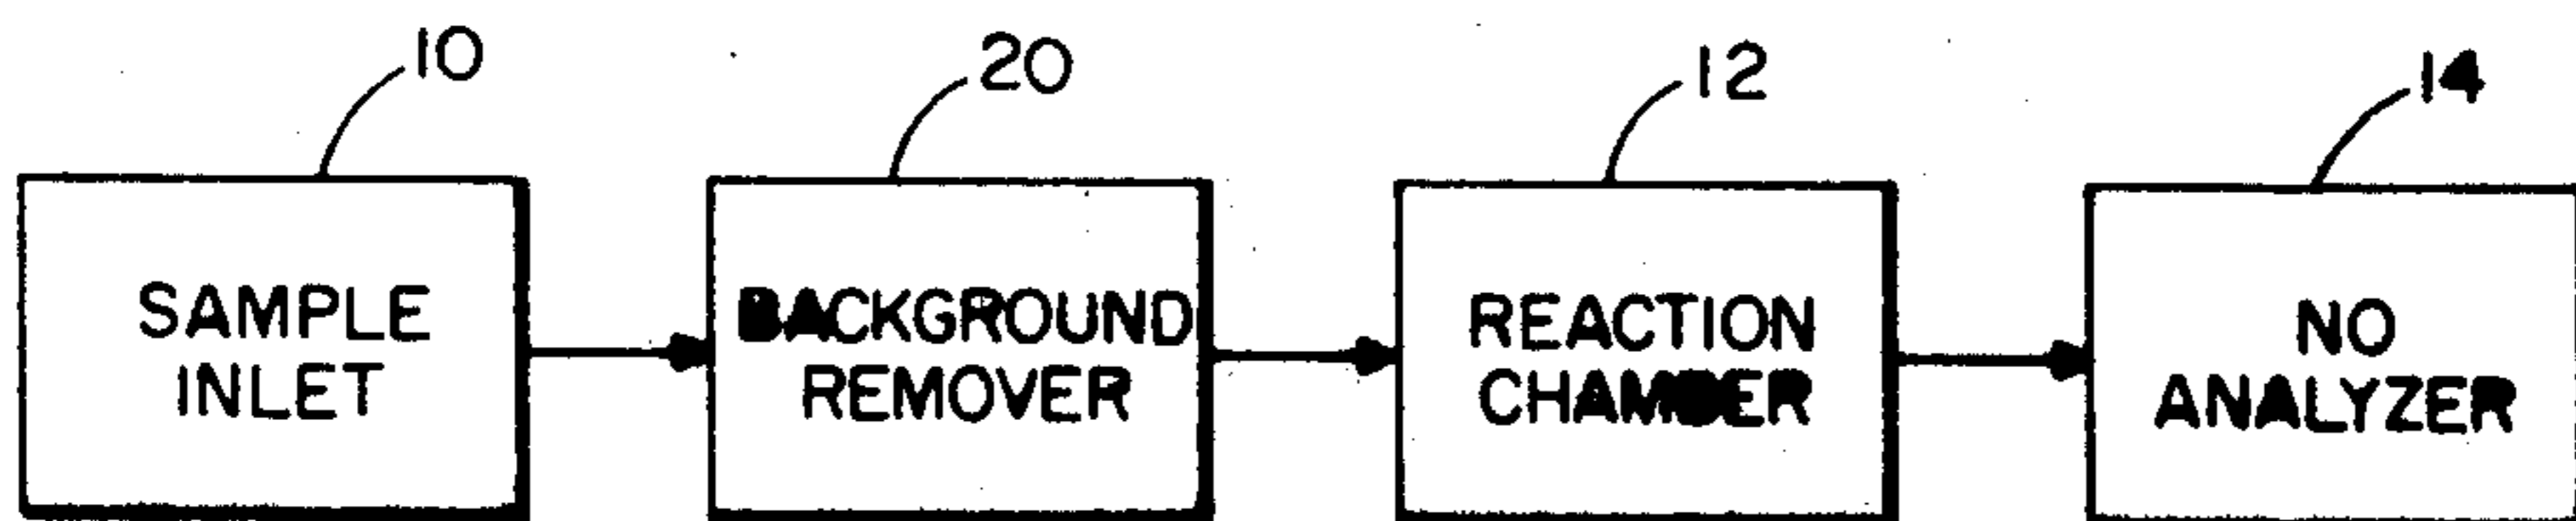 10
20
12
14
SAMPLE
INLET
BACKGROUND
REMOVER
REACTION
CHAMBER
NO
ANALYZER